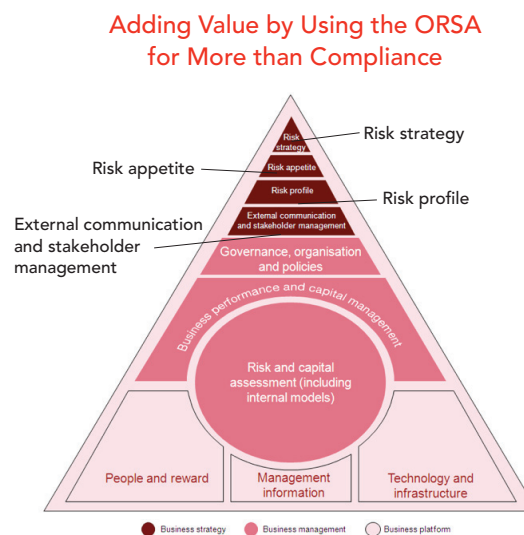 Adding Value by Using the ORSA
for More than Compliance
Risk
strategy
Risk strategy
Risk appetite
Risk appetite
Risk profile
Risk profile
External communication
and stakeholder
management
External communication
and stakeholder management
Governance, organisation
and policies
Business performance and capital management
Risk and capital
assessment (including
internal models)
People and reward
Management
information
Technology and
infrastructure
Business strategy
Business management
Business platform